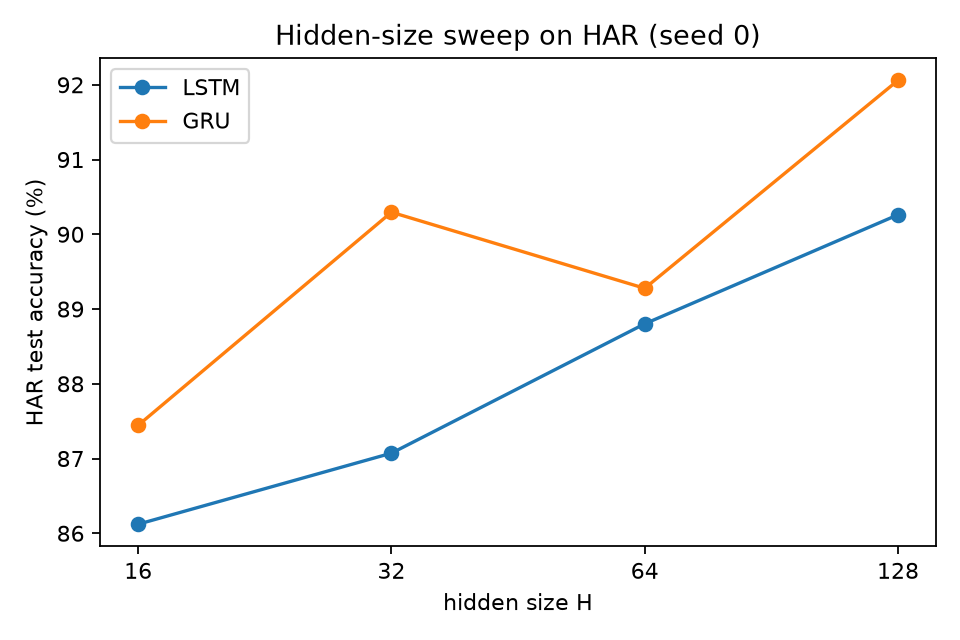 Hidden-size sweep on HAR (seed 0)
LSTM
GRU
HAR test accuracy (%)
92
91
90
89
88
87
86
16 32 64 128
hidden size H